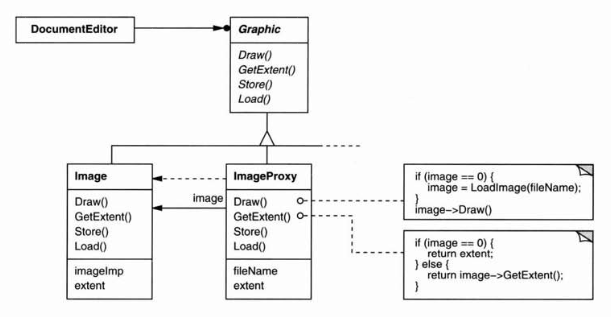 DocumentEditor
Graphic
Draw()
GetExtent()
Store()
Load()
Image
Draw()
GetExtent()
Store()
Load()
imageImp
extent
image
ImageProxy
Draw()
GetExtent()
Store()
Load()
fileName
extent
if (image == 0) {
image = LoadImage(fileName);
}
image->Draw()
if (image == 0) {
return extent;
} else {
return image->GetExtent();
}